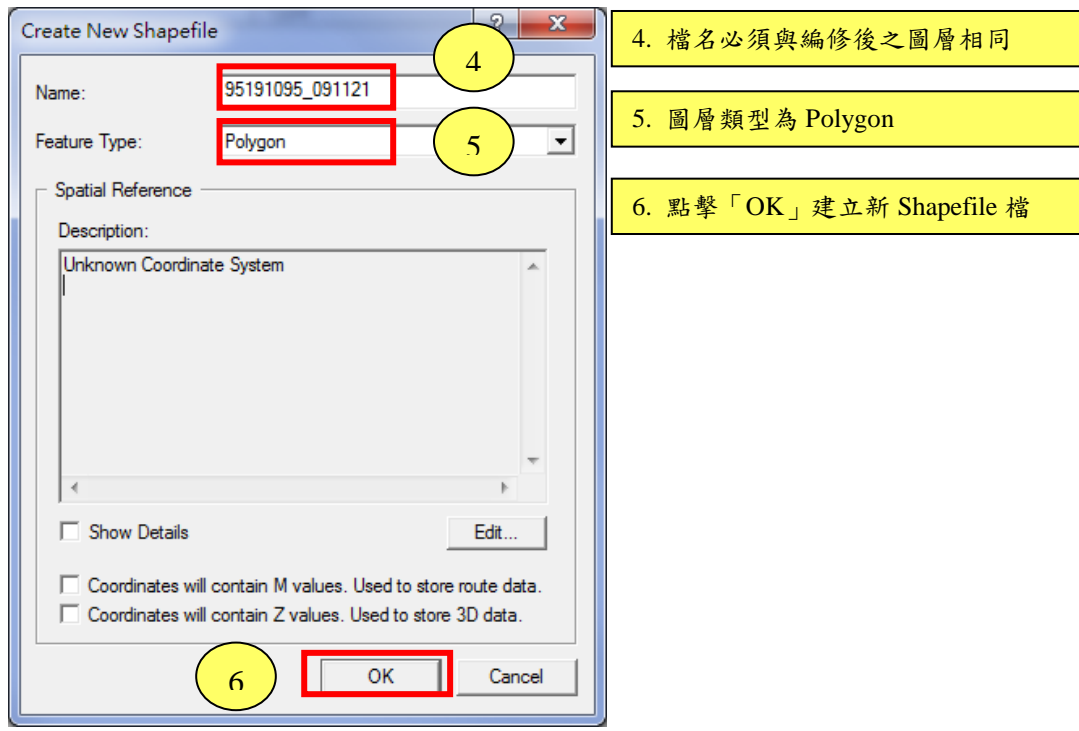 Create New Shapefile
?
X
4
Name:
95191095_091121
Feature Type:
Polygon
5
Spatial Reference
Description:
Unknown Coordinate System
Show Details
Edit...
Coordinates will contain M values. Used to store route data.
Coordinates will contain Z values. Used to store 3D data.
6
OK
Cancel
4. 檔名必須與編修後之圖層相同
5. 圖層類型為 Polygon
6. 點擊「OK」建立新 Shapefile 檔